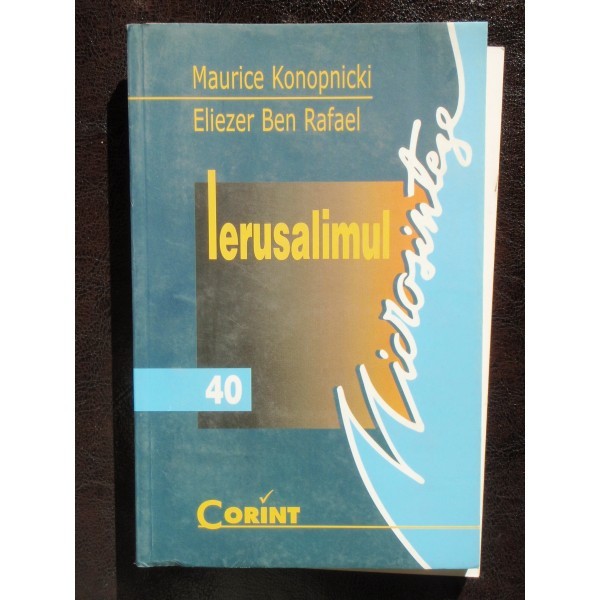 Maurice Konopnicki
Eliezer Ben Rafael
Ierusalimul
Microsinteze
40
CORINT